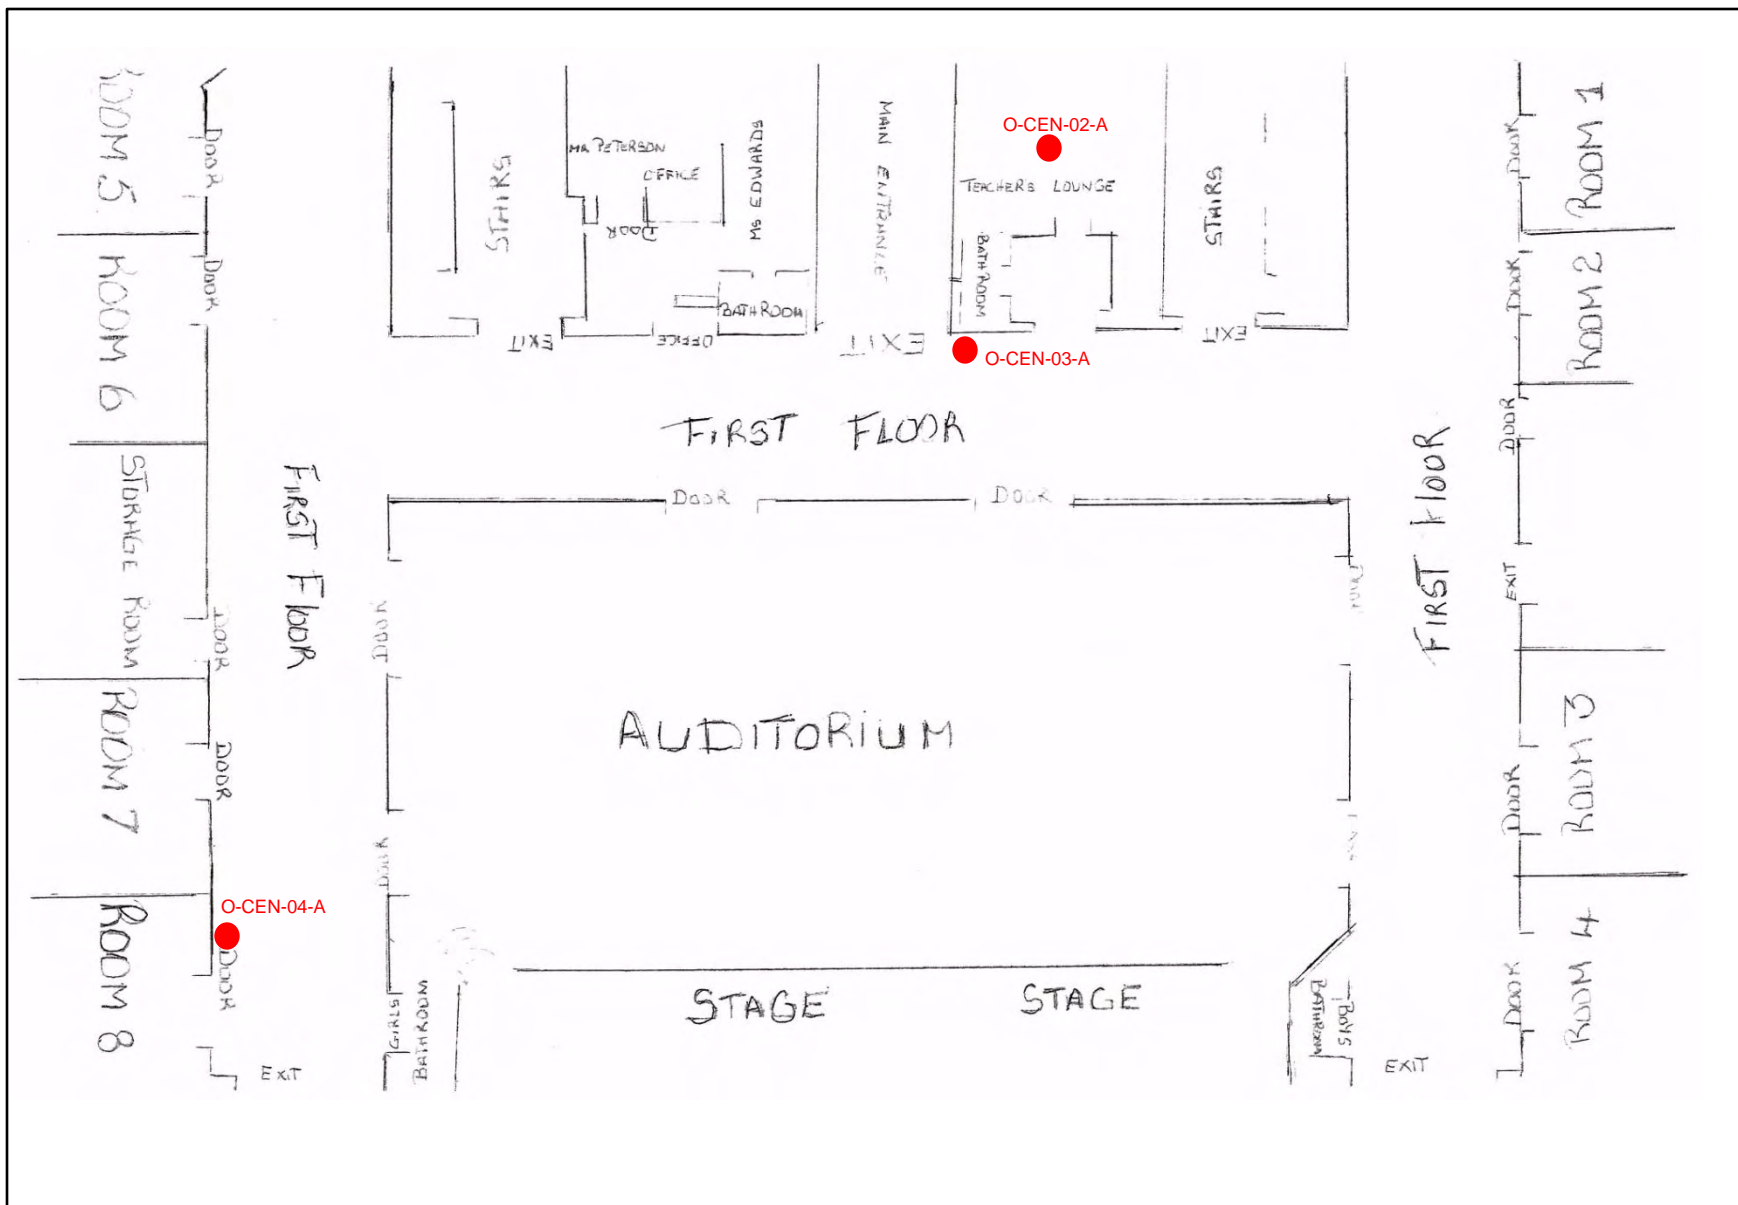 ROOM 5
DOOR
ROOM 6
DOOR
STORAGE ROOM
DOOR
ROOM 7
DOOR
ROOM 8
DOOR
O-CEN-04-A
EXIT
FIRST FLOOR
STAIRS
EXIT
MR PETERSON
OFFICE
DOOR
MS EDWARDS
BATHROOM
OFFICE
MAIN ENTRANCE
EXIT
O-CEN-02-A
TEACHERS LOUNGE
BATHROOM
O-CEN-03-A
STAIRS
EXIT
FIRST FLOOR
DOOR
DOOR
DOOR
DOOR
AUDITORIUM
DOOR
STAGE
STAGE
GIRLS
BATHROOM
BOYS
BATHROOM
EXIT
FIRST FLOOR
DOOR
ROOM 1
DOOR
ROOM 2
DOOR
EXIT
DOOR
ROOM 3
DOOR
ROOM 4